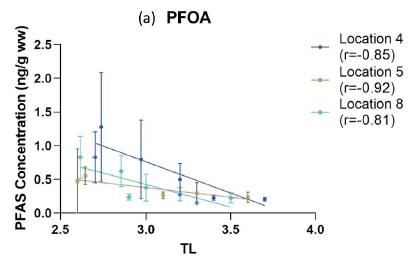 (a) PFOA
PFAS Concentration (ng/g ww)
2.5
2.0
1.5
1.0
0.5
0.0
2.5 3.0 3.5 4.0
TL
Location 4
(r=-0.85)
Location 5
(r=-0.92)
Location 8
(r=-0.81)